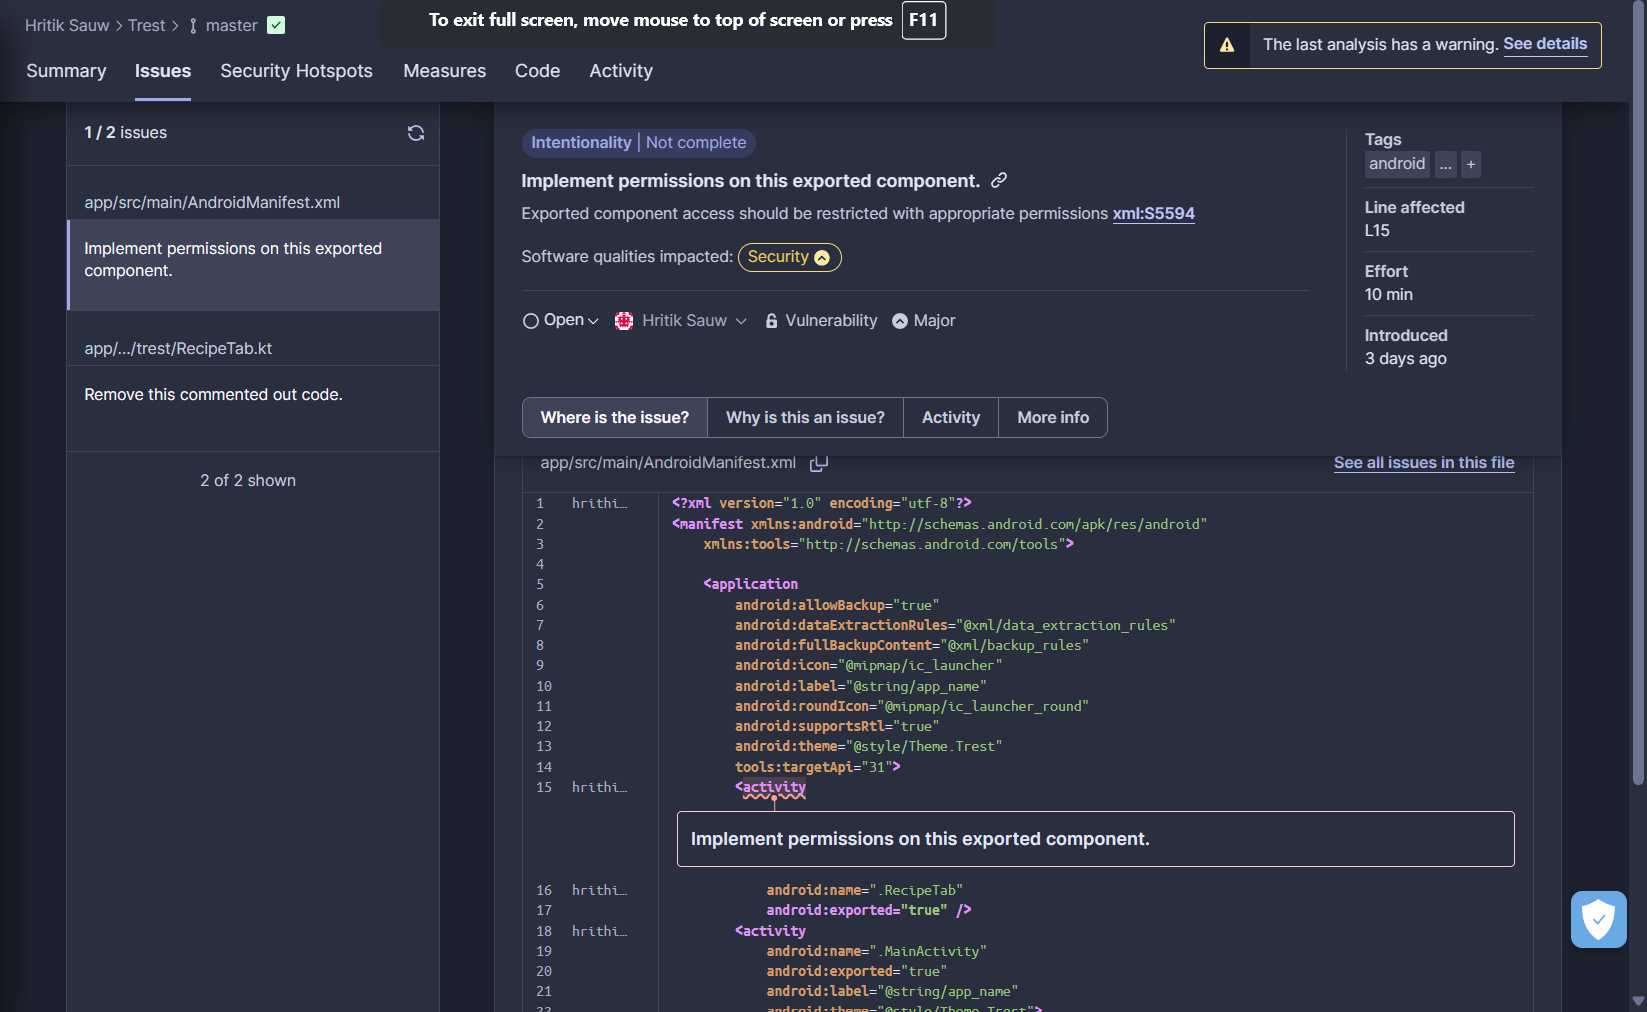 Hritik Sauw > Trest > master
To exit full screen, move mouse to top of screen or press F11
The last analysis has a warning. See details
Summary Issues Security Hotspots Measures Code Activity
1 / 2 issues
app/src/main/AndroidManifest.xml
Implement permissions on this exported
component.
app/.../trest/RecipeTab.kt
Remove this commented out code.
2 of 2 shown
Intentionality | Not complete
Implement permissions on this exported component.
Exported component access should be restricted with appropriate permissions xml:S5594
Software qualities impacted: Security
Open Hritik Sauw Vulnerability Major
Tags
android ... +
Line affected
L15
Effort
10 min
Introduced
3 days ago
Where is the issue? Why is this an issue? Activity More info
app/src/main/AndroidManifest.xml See all issues in this file
1 hrithi... <?xml version="1.0" encoding="utf-8"?>
2 <manifest xmlns:android="http://schemas.android.com/apk/res/android"
3 xmlns:tools="http://schemas.android.com/tools">
4
5 <application
6 android:allowBackup="true"
7 android:dataExtractionRules="@xml/data_extraction_rules"
8 android:fullBackupContent="@xml/backup_rules"
9 android:icon="@mipmap/ic_launcher"
10 android:label="@string/app_name"
11 android:roundIcon="@mipmap/ic_launcher_round"
12 android:supportsRtl="true"
13 android:theme="@style/Theme.Trest"
14 tools:targetApi="31">
15 hrithi... <activity
Implement permissions on this exported component.
16 hrithi... android:name=".RecipeTab"
17 android:exported="true" />
18 hrithi... <activity
19 android:name=".MainActivity"
20 android:exported="true"
21 android:label="@string/app_name"
22 android:theme="@style/Theme.Trest">